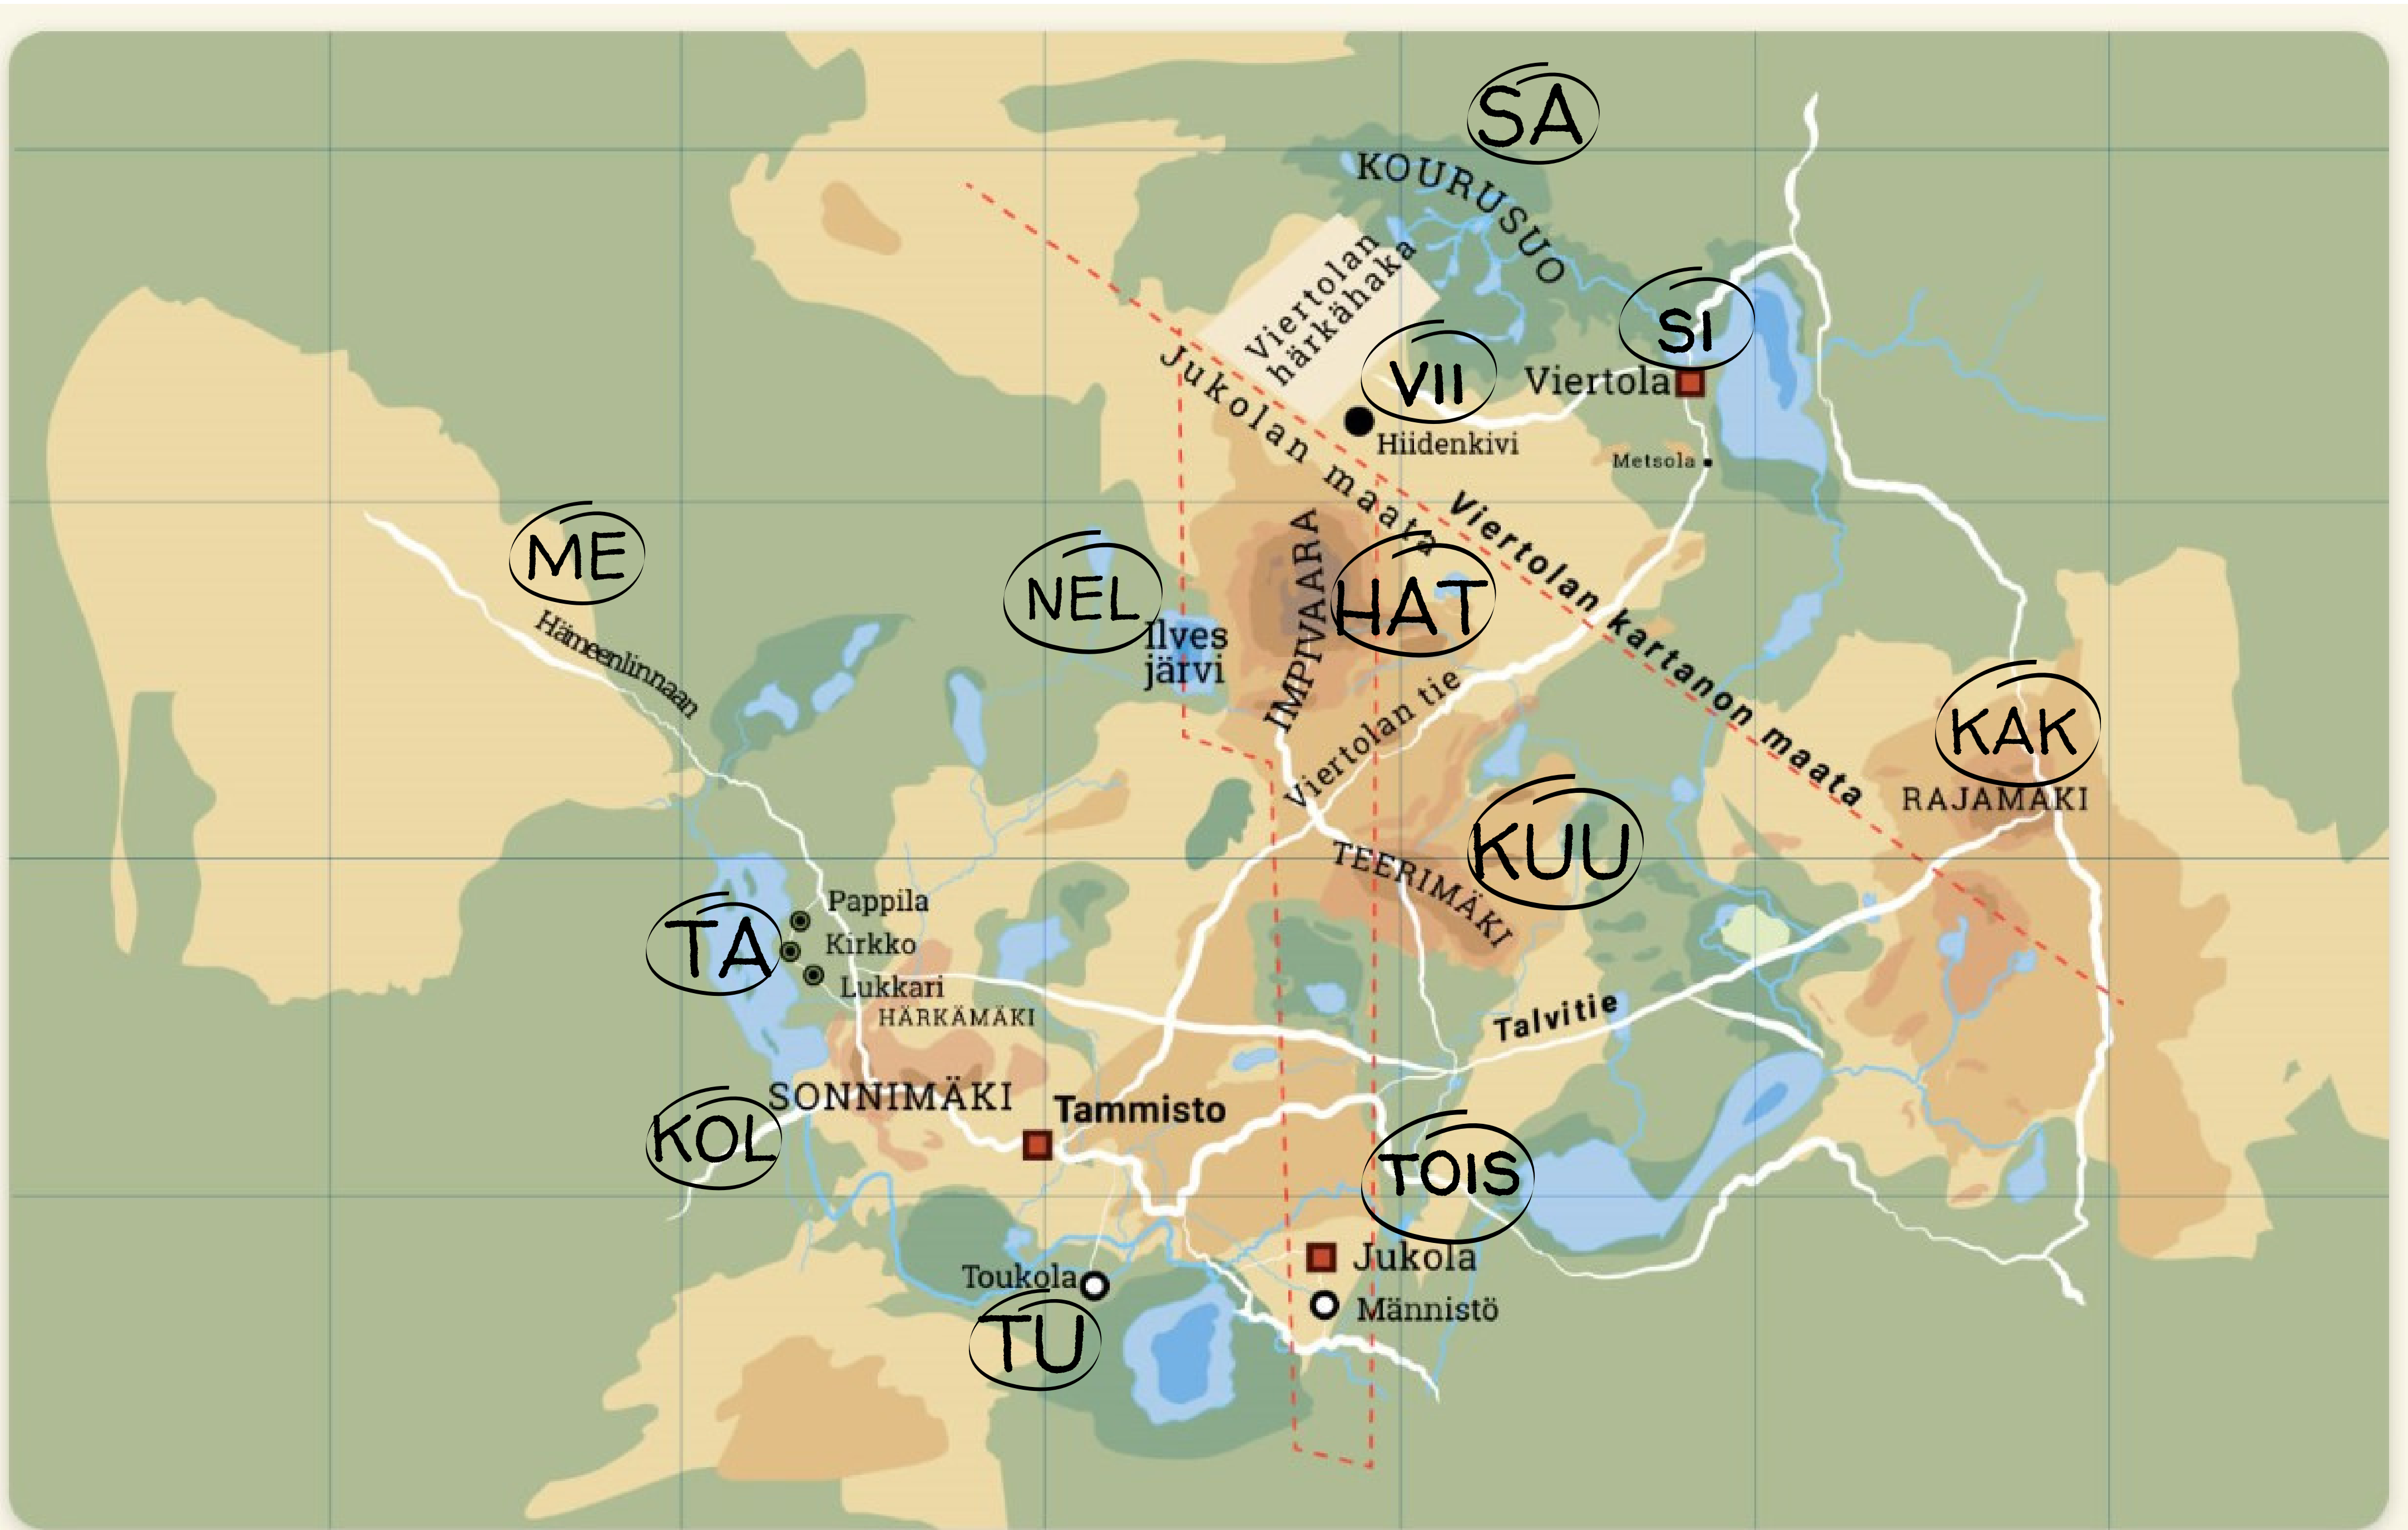 SA
KOURUSUO
Viertolan
härkähaka
SI
VII
Viertola
Jukolan maata
Hiidenkivi
Metsola
ME
Viertolan kartanon maata
NEL
HAT
IMPIVAARA
Ilves
järvi
Hämeenlinnaan
Viertolan tie
KAK
RAJAMÄKI
KUU
TEERIMÄKI
TA
Pappila
Kirkko
Lukkari
HÄRKÄMÄKI
Talvitie
SONNIMÄKI
Tammisto
KOL
TOIS
Jukola
Toukola
Männistö
TU